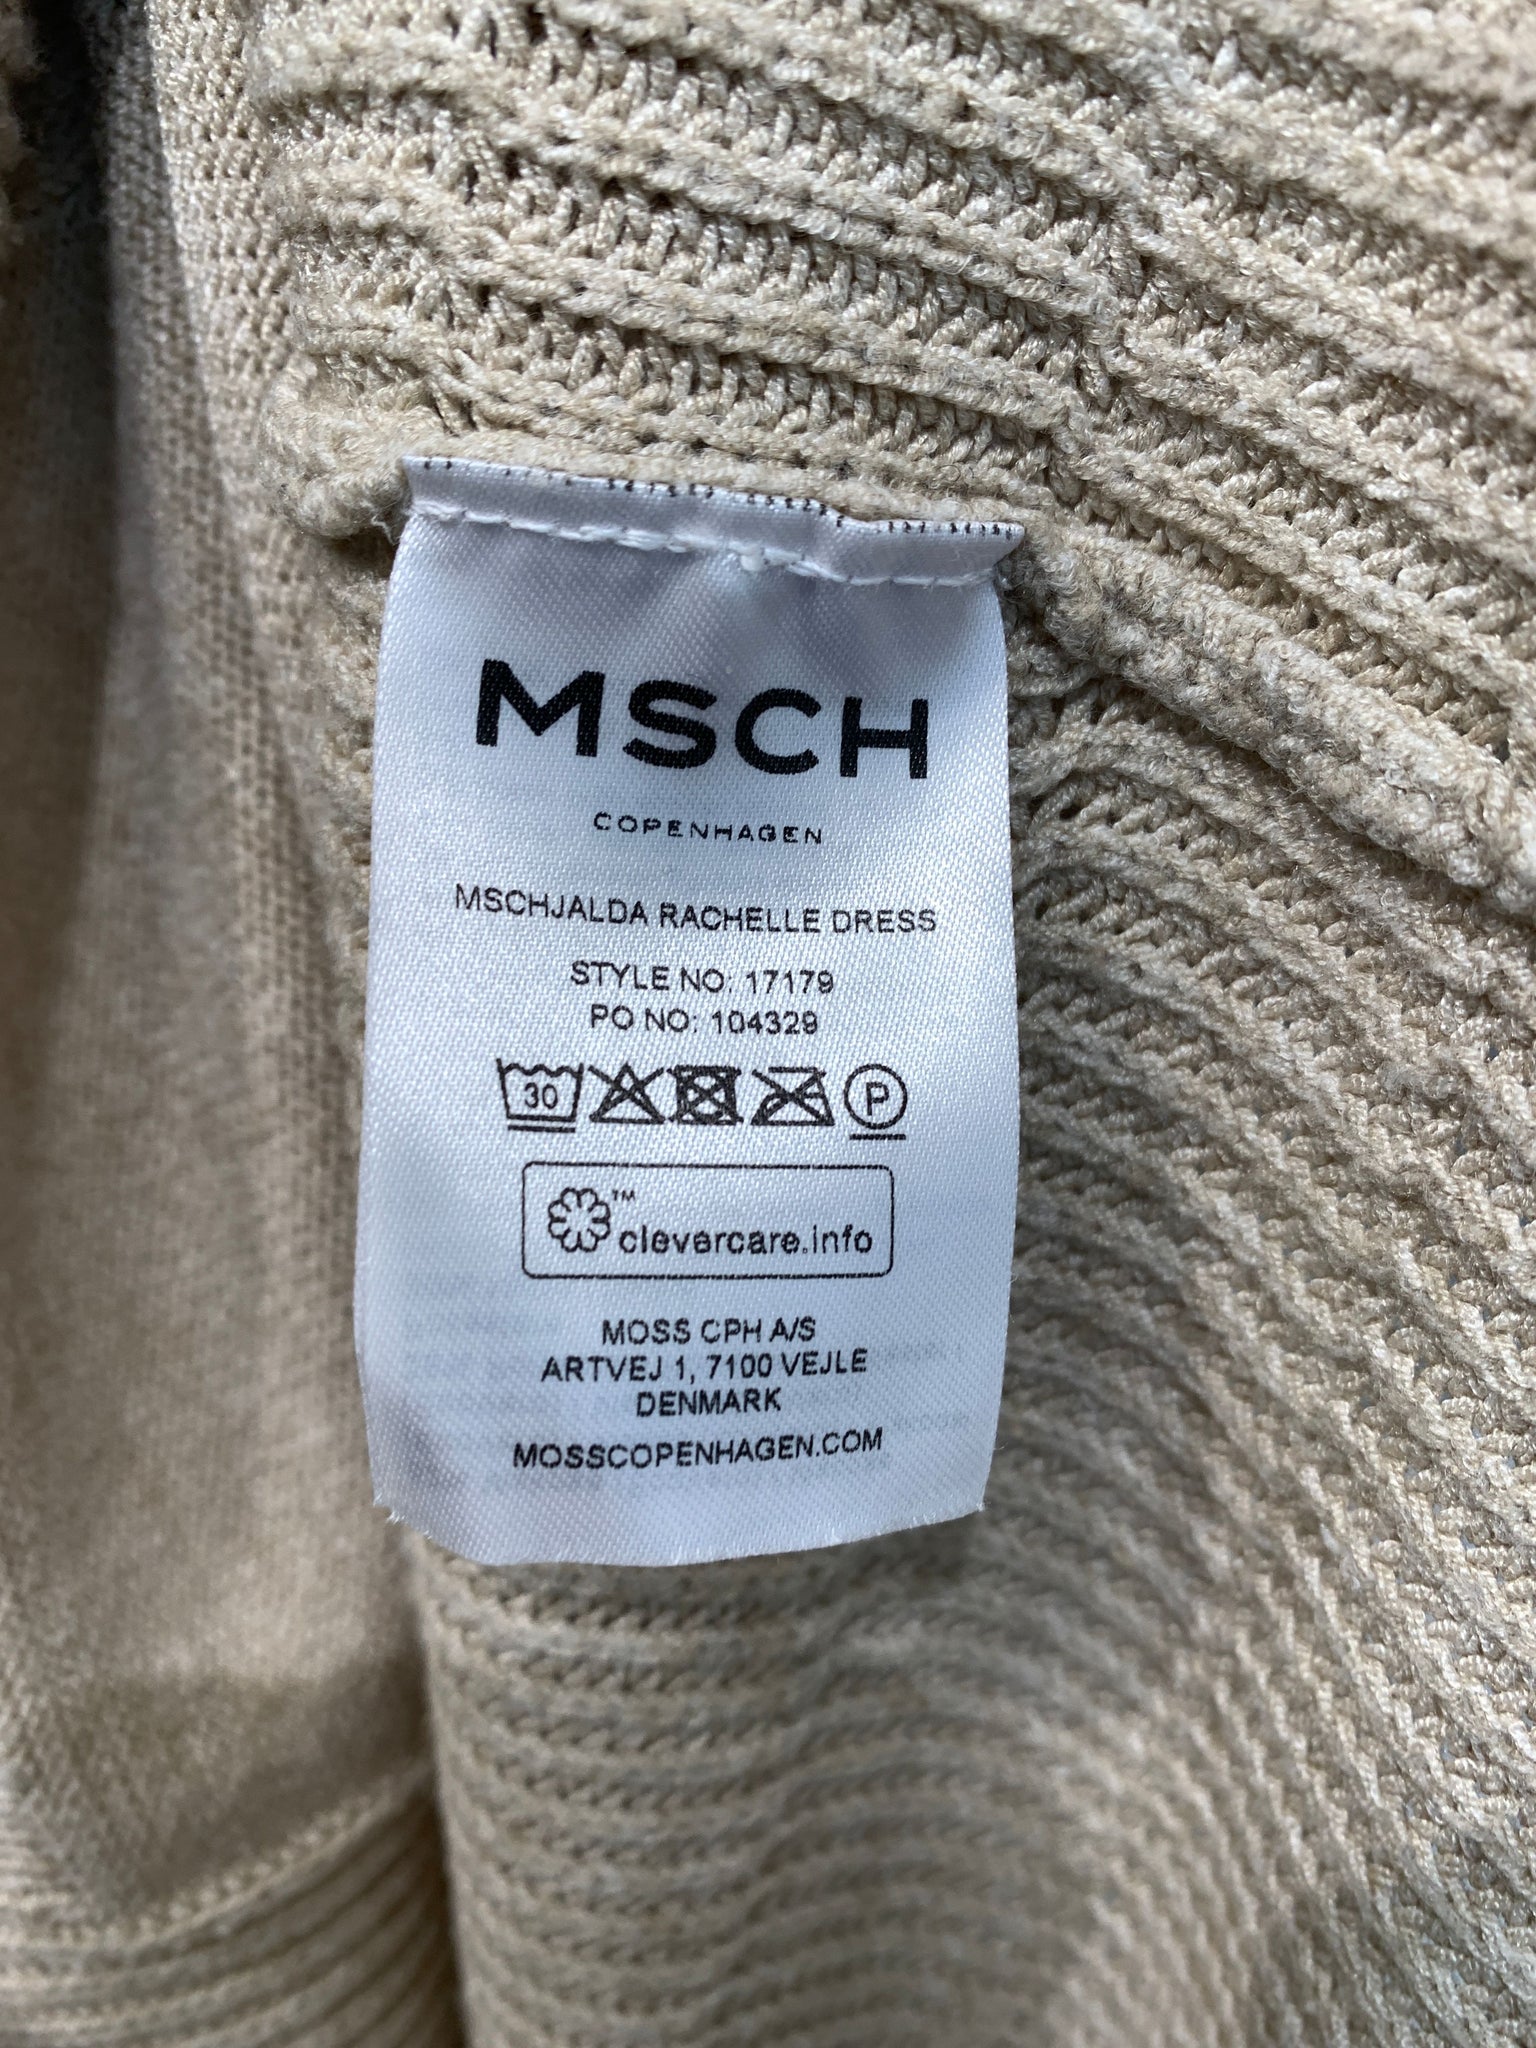 MSCH
COPENHAGEN
MSCHJALDA RACHELLE DRESS
STYLE NO: 17179
PO NO: 104329
30 P
™
clevercare.info
MOSS CPH A/S
ARTVEJ 1, 7100 VEJLE
DENMARK
MOSSCOPENHAGEN.COM